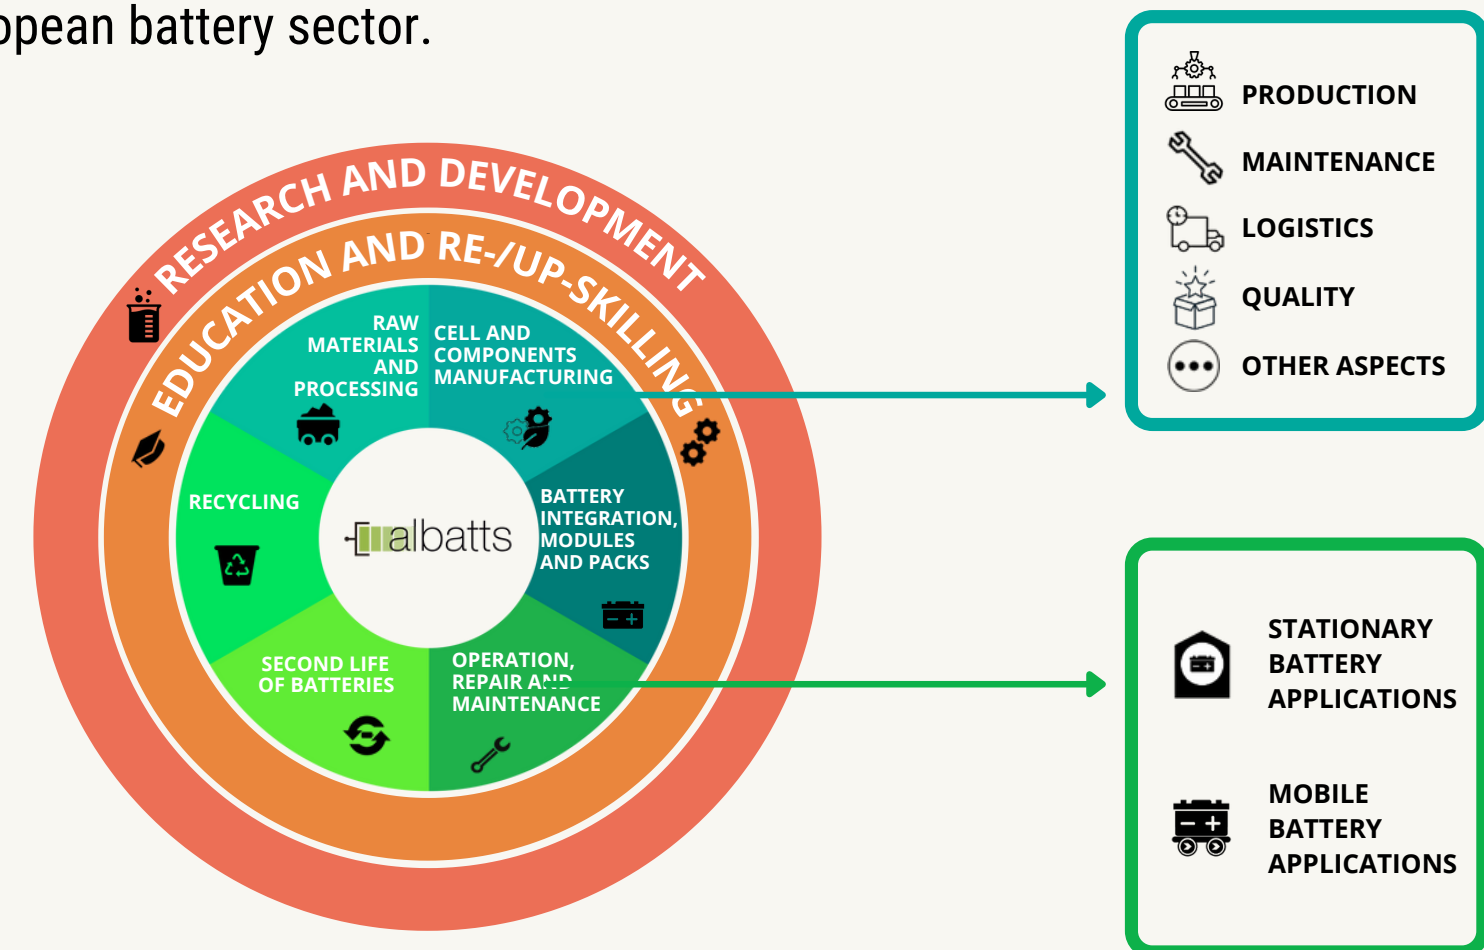 opean battery sector.
RESEARCH AND DEVELOPMENT
EDUCATION AND RE-/UP-SKILLING
RAW
MATERIALS
AND
PROCESSING
CELL AND
COMPONENTS
MANUFACTURING
BATTERY
INTEGRATION,
MODULES
AND PACKS
OPERATION,
REPAIR AND
MAINTENANCE
SECOND LIFE
OF BATTERIES
RECYCLING
albatts
PRODUCTION
MAINTENANCE
LOGISTICS
QUALITY
OTHER ASPECTS
STATIONARY
BATTERY
APPLICATIONS
MOBILE
BATTERY
APPLICATIONS